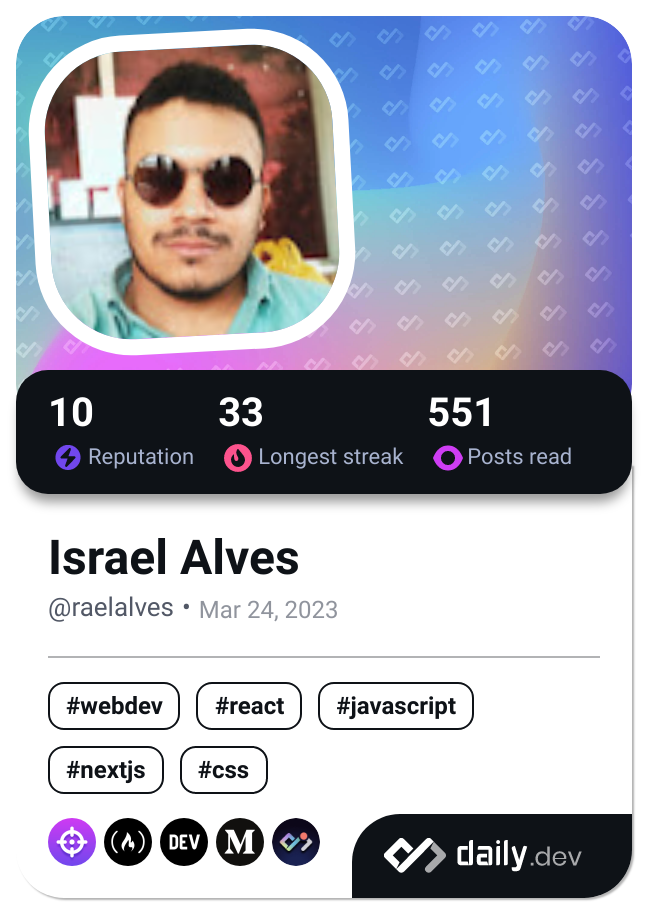 10 33 551
Reputation Longest streak Posts read
Israel Alves
@raelalves • Mar 24, 2023
#webdev #react #javascript
#nextjs #css
DEV M daily.dev